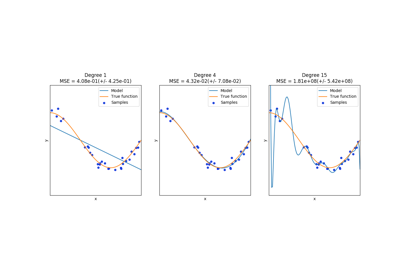 Degree 1
MSE = 4.08e-01(+/- 4.25e-01)
Model
True function
Samples
y
x
Degree 4
MSE = 4.32e-02(+/- 7.08e-02)
Model
True function
Samples
y
x
Degree 15
MSE = 1.81e+08(+/- 5.42e+08)
Model
True function
Samples
y
x